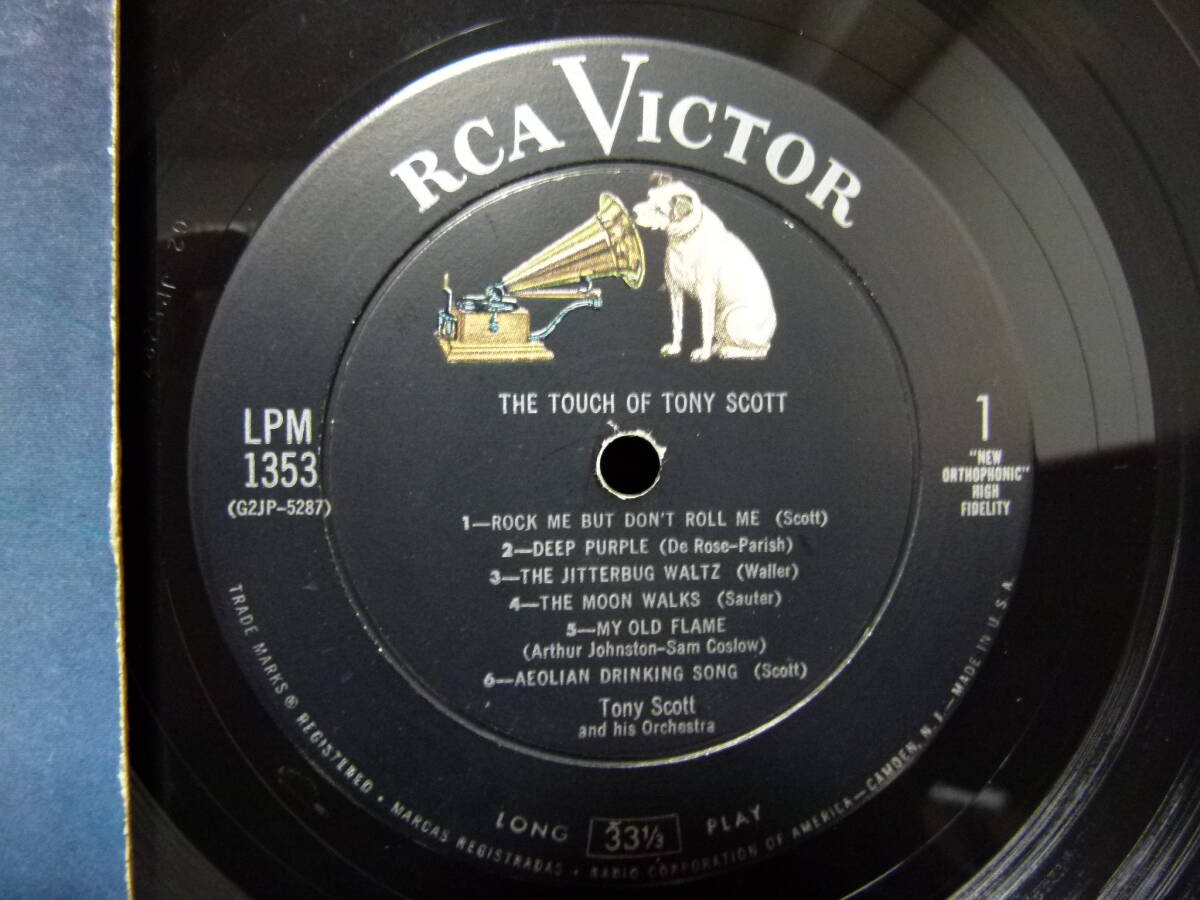 RCA VICTOR
THE TOUCH OF TONY SCOTT
LPM
1353
(G2JP-5287)
1
"NEW
ORTHOPHONIC"
HIGH
FIDELITY
1—ROCK ME BUT DON'T ROLL ME (Scott)
2—DEEP PURPLE (De Rose-Parish)
3—THE JITTERBUG WALTZ (Waller)
4—THE MOON WALKS (Sauter)
5—MY OLD FLAME
(Arthur Johnston-Sam Coslow)
6—AEOLIAN DRINKING SONG (Scott)
Tony Scott
and his Orchestra
LONG 33⅓ PLAY
TRADE MARKS ® REGISTERED • MARCAS REGISTRADAS • RADIO CORPORATION OF AMERICA—CAMDEN, N. J.—MADE IN U.S.A.